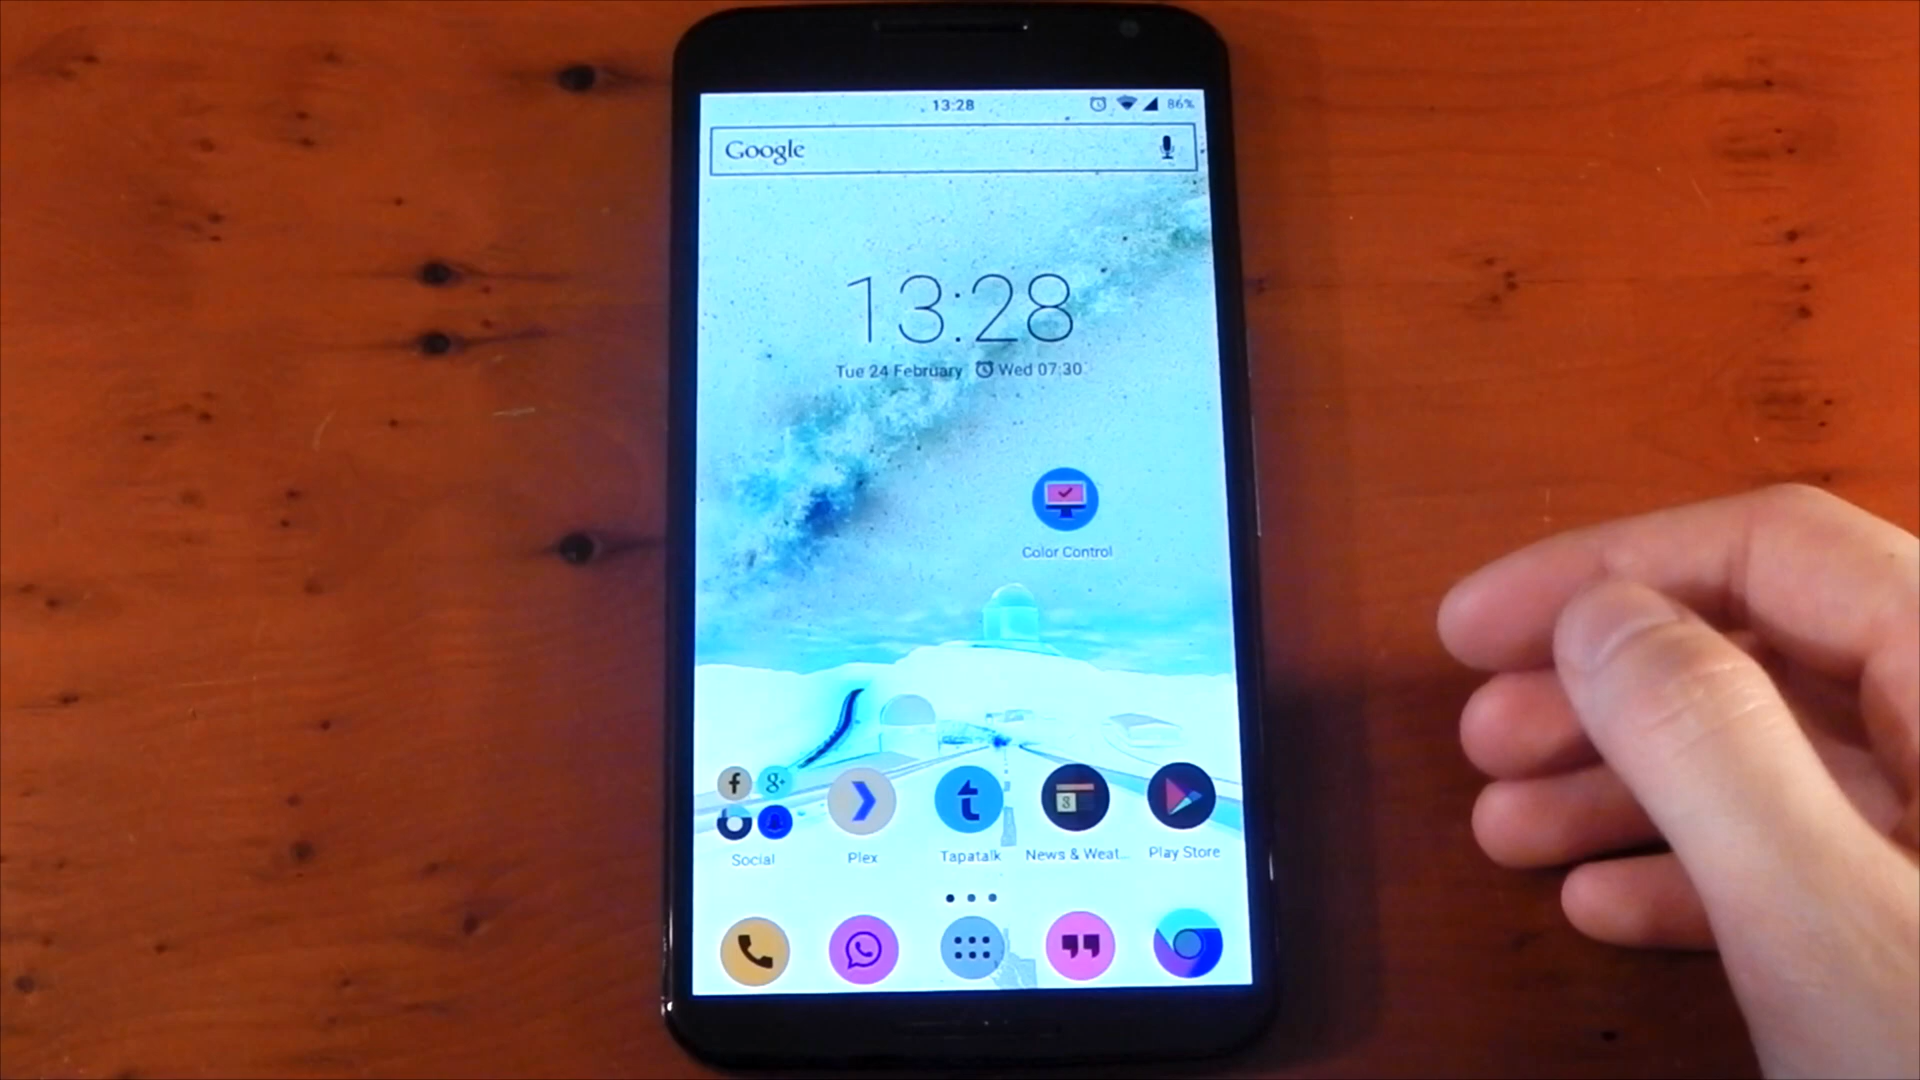 13:28 86%
Google
13:28
Tue 24 February Wed 07:30
Color Control
f g+
Social Plex Tapatalk News & Weat... Play Store